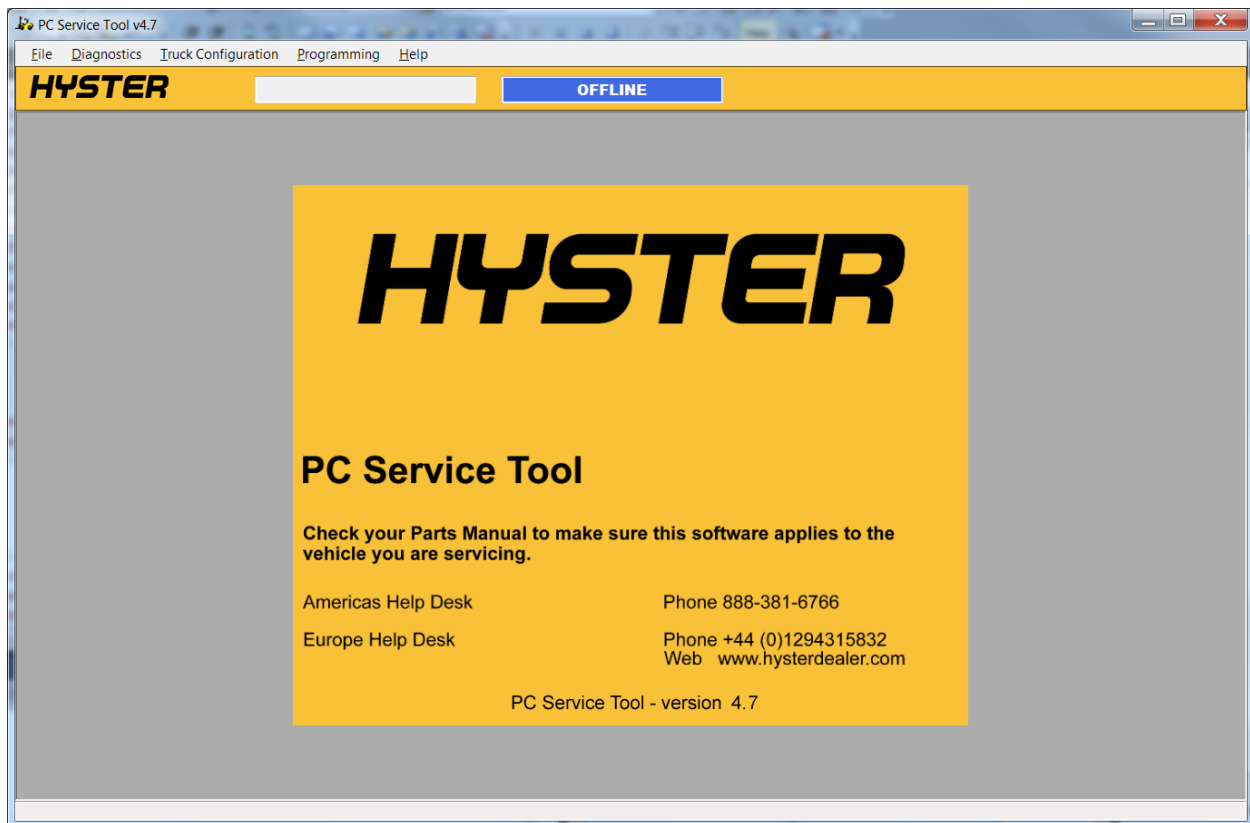 PC Service Tool v4.7
File Diagnostics Truck Configuration Programming Help
HYSTER OFFLINE
HYSTER
PC Service Tool
Check your Parts Manual to make sure this software applies to the
vehicle you are servicing.
Americas Help Desk Phone 888-381-6766
Europe Help Desk Phone +44 (0)1294315832
Web www.hysterdealer.com
PC Service Tool - version 4.7